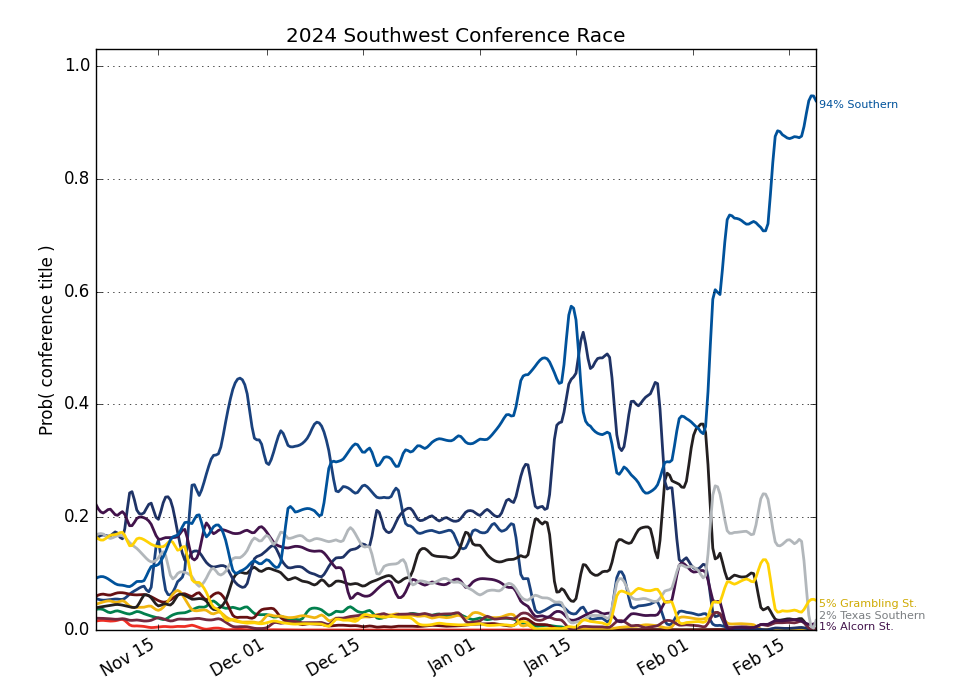 2024 Southwest Conference Race
Prob( conference title )
1.0
0.8
0.6
0.4
0.2
0.0
94% Southern
5% Grambling St.
2% Texas Southern
1% Alcorn St.
Nov 15
Dec 01
Dec 15
Jan 01
Jan 15
Feb 01
Feb 15